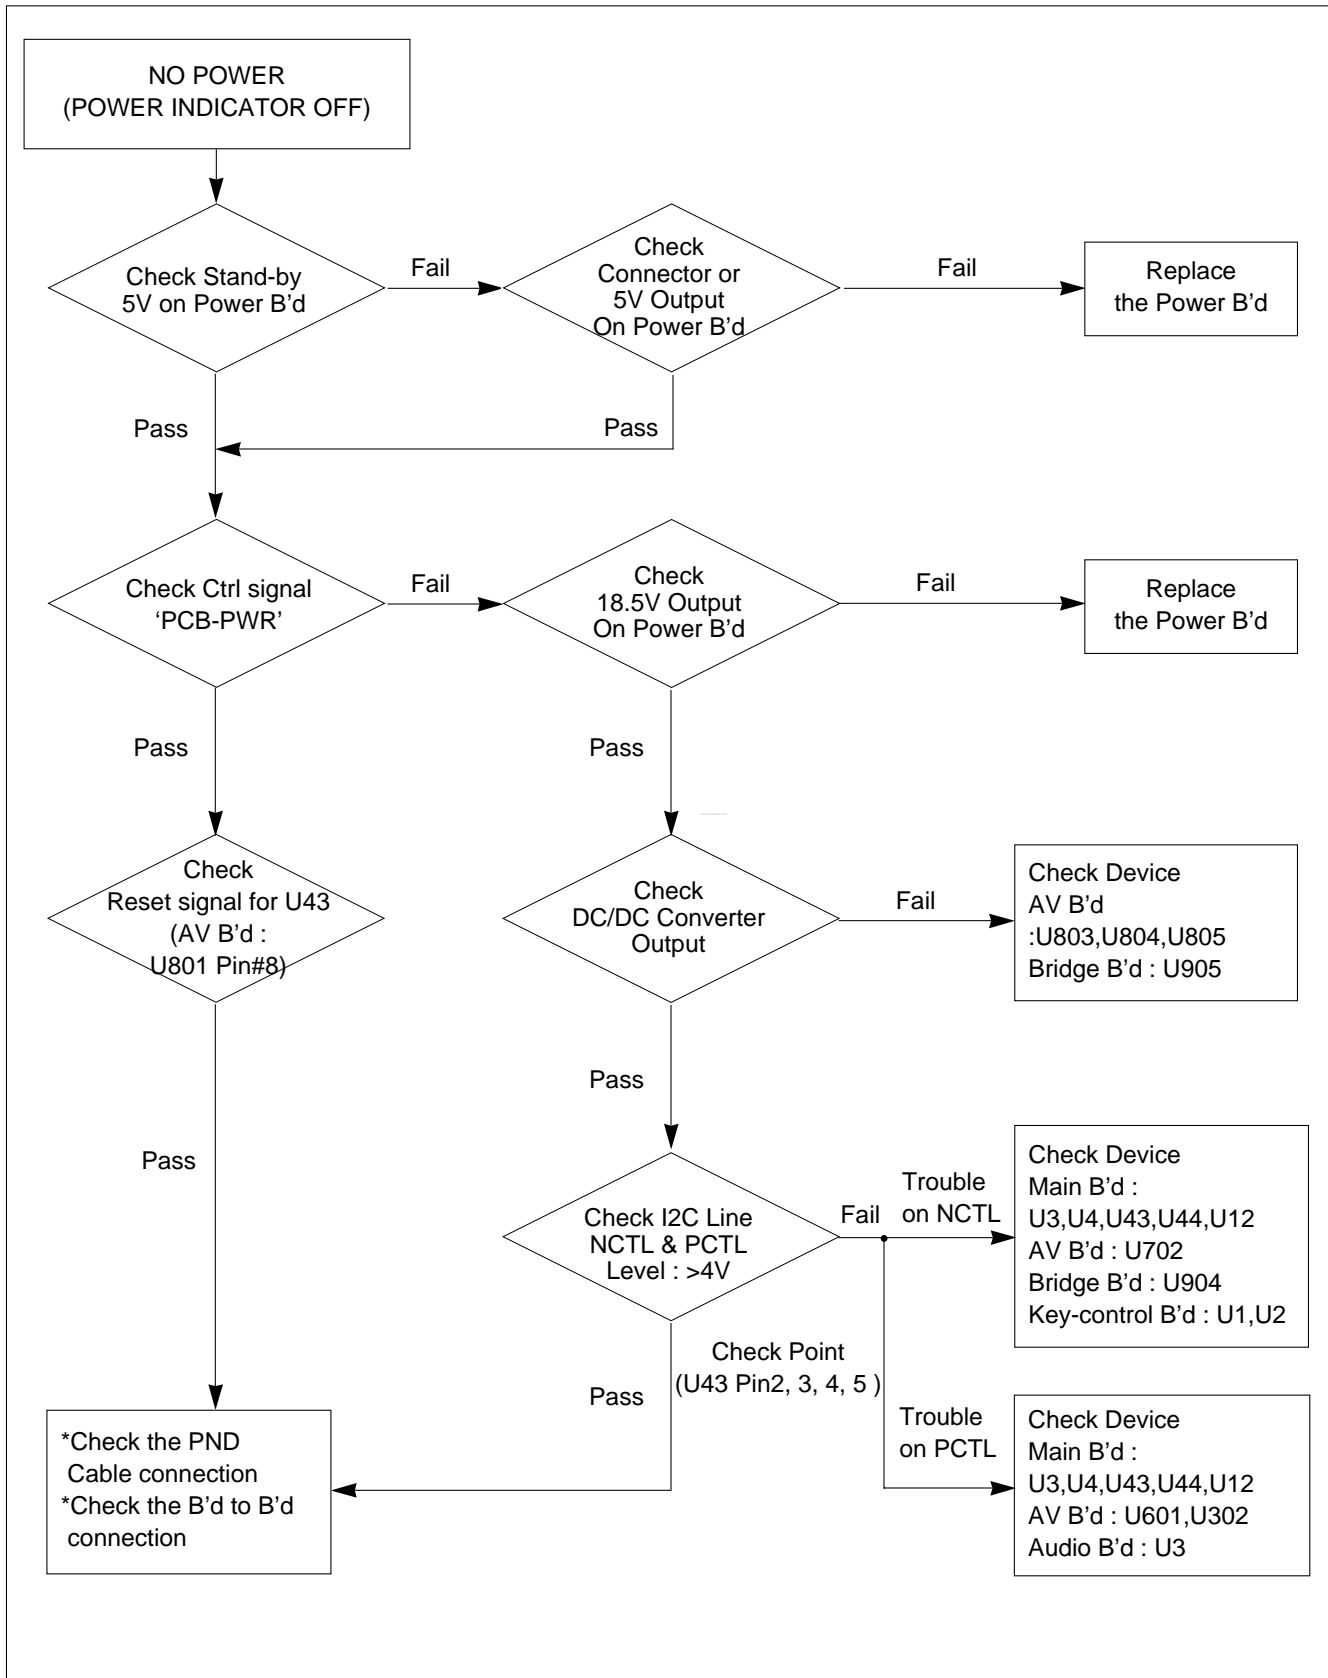 NO POWER
(POWER INDICATOR OFF)
Check Stand-by
5V on Power B’d
Fail
Check
Connector or
5V Output
On Power B’d
Fail
Replace
the Power B’d
Pass
Pass
Check Ctrl signal
‘PCB-PWR’
Fail
Check
18.5V Output
On Power B’d
Fail
Replace
the Power B’d
Pass
Pass
Check
Reset signal for U43
(AV B’d :
U801 Pin#8)
Check
DC/DC Converter
Output
Fail
Check Device
AV B’d
:U803,U804,U805
Bridge B’d : U905
Pass
Pass
Check I2C Line
NCTL & PCTL
Level : >4V
Fail
Trouble
on NCTL
Check Device
Main B’d :
U3,U4,U43,U44,U12
AV B’d : U702
Bridge B’d : U904
Key-control B’d : U1,U2
Check Point
(U43 Pin2, 3, 4, 5 )
Pass
Trouble
on PCTL
Check Device
Main B’d :
U3,U4,U43,U44,U12
AV B’d : U601,U302
Audio B’d : U3
*Check the PND
Cable connection
*Check the B’d to B’d
connection